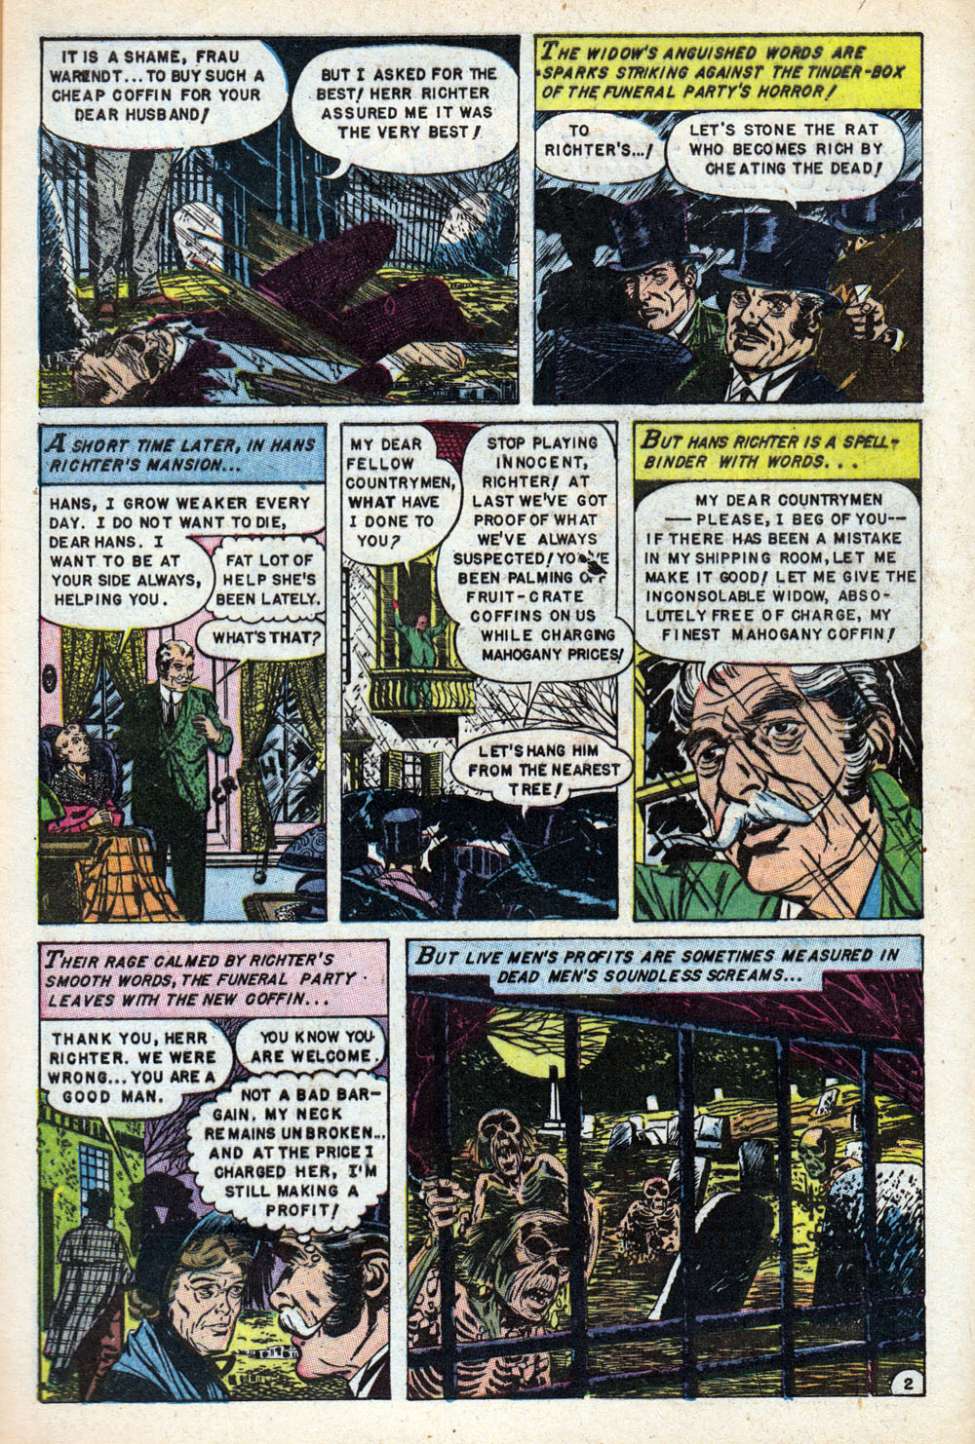 IT IS A SHAME, FRAU
WARENDT...TO BUY SUCH A
CHEAP COFFIN FOR YOUR
DEAR HUSBAND!
BUT I ASKED FOR THE
BEST! HERR RICHTER
ASSURED ME IT WAS
THE VERY BEST!
THE WIDOW'S ANGUISHED WORDS ARE
SPARKS STRIKING AGAINST THE TINDER-BOX
OF THE FUNERAL PARTY'S HORROR!
TO
RICHTER'S...!
LET'S STONE THE RAT
WHO BECOMES RICH BY
CHEATING THE DEAD!
A SHORT TIME LATER, IN HANS
RICHTER'S MANSION...
HANS, I GROW WEAKER EVERY
DAY. I DO NOT WANT TO DIE,
DEAR HANS. I
WANT TO BE AT
YOUR SIDE ALWAYS,
HELPING YOU.
FAT LOT OF
HELP SHE'S
BEEN LATELY.
WHAT'S THAT?
MY DEAR
FELLOW
COUNTRYMEN,
WHAT HAVE
I DONE TO
YOU?
STOP PLAYING
INNOCENT,
RICHTER! AT
LAST WE'VE GOT
PROOF OF WHAT
WE'VE ALWAYS
SUSPECTED! YOU'VE
BEEN PALMING OFF
FRUIT-CRATE
COFFINS ON US
WHILE CHARGING
MAHOGANY PRICES!
LET'S HANG HIM
FROM THE NEAREST
TREE!
BUT HANS RICHTER IS A SPELL-
BINDER WITH WORDS...
MY DEAR COUNTRYMEN
—PLEASE, I BEG OF YOU--
IF THERE HAS BEEN A MISTAKE
IN MY SHIPPING ROOM, LET ME
MAKE IT GOOD! LET ME GIVE THE
INCONSOLABLE WIDOW, ABSO-
LUTELY FREE OF CHARGE, MY
FINEST MAHOGANY COFFIN!
THEIR RAGE CALMED BY RICHTER'S
SMOOTH WORDS, THE FUNERAL PARTY
LEAVES WITH THE NEW COFFIN...
THANK YOU, HERR
RICHTER. WE WERE
WRONG...YOU ARE A
GOOD MAN.
YOU KNOW YOU
ARE WELCOME.
NOT A BAD BAR-
GAIN. MY NECK
REMAINS UNBROKEN...
AND AT THE PRICE I
CHARGED HER, I'M
STILL MAKING A
PROFIT!
BUT LIVE MEN'S PROFITS ARE SOMETIMES MEASURED IN
DEAD MEN'S SOUNDLESS SCREAMS...
2